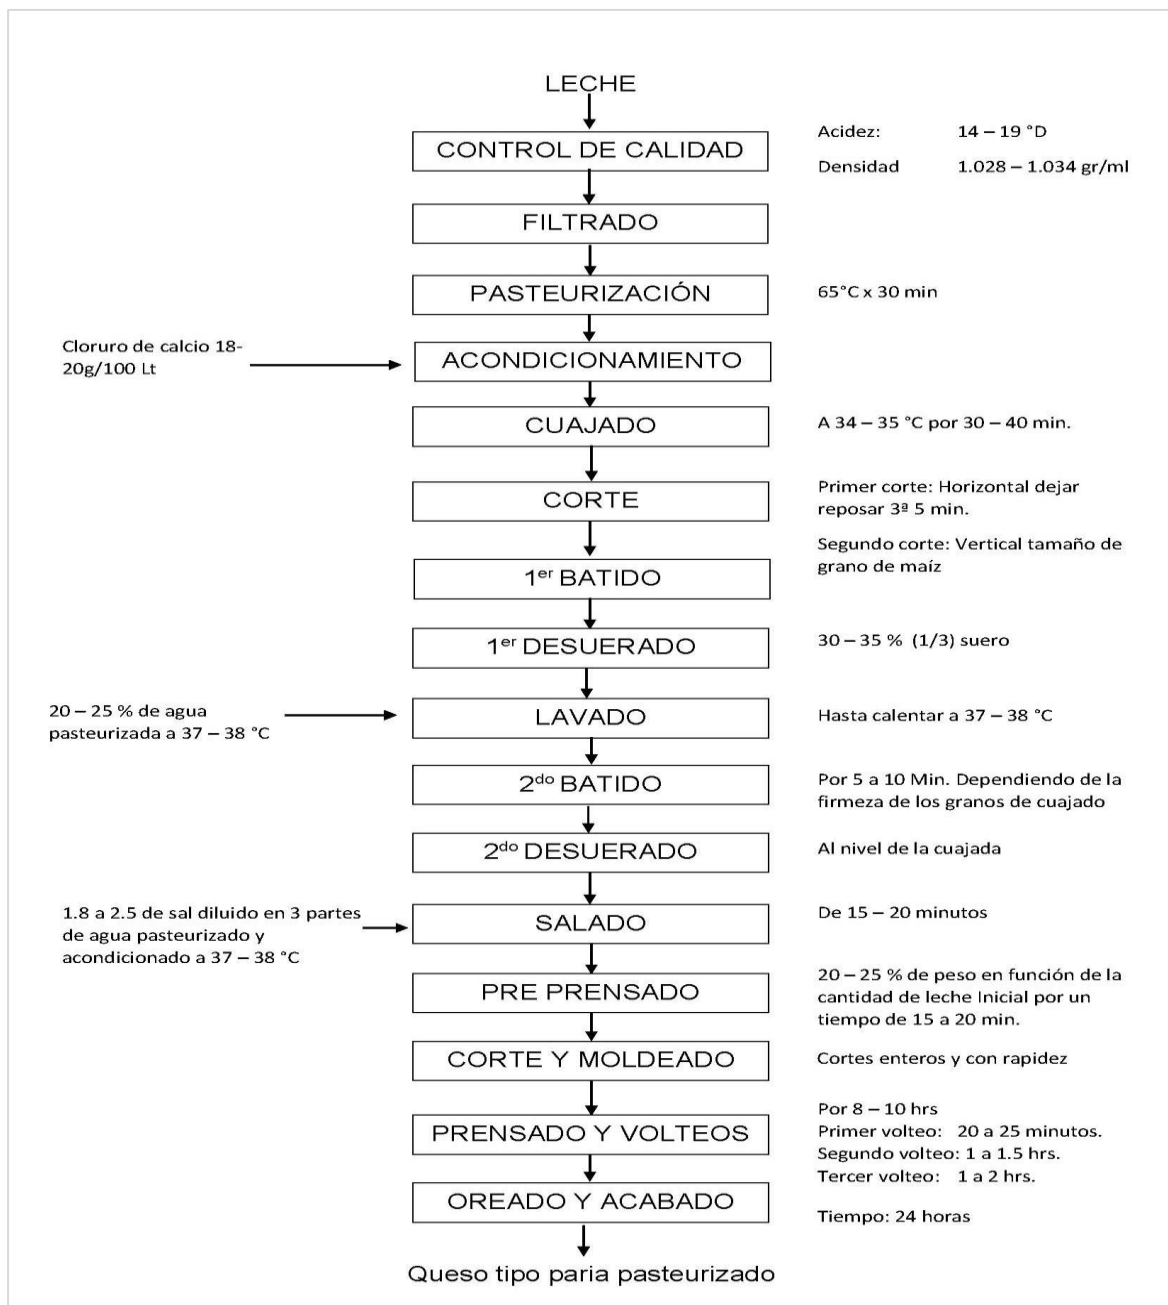 LECHE
CONTROL DE CALIDAD
Acidez: 14 – 19 °D
Densidad 1.028 – 1.034 gr/ml
FILTRADO
PASTEURIZACIÓN
65°C x 30 min
Cloruro de calcio 18-
20g/100 Lt
ACONDICIONAMIENTO
CUAJADO
A 34 – 35 °C por 30 – 40 min.
CORTE
Primer corte: Horizontal dejar
reposar 3ª 5 min.
Segundo corte: Vertical tamaño de
grano de maíz
1er BATIDO
1er DESUERADO
30 – 35 % (1/3) suero
20 – 25 % de agua
pasteurizada a 37 – 38 °C
LAVADO
Hasta calentar a 37 – 38 °C
2do BATIDO
Por 5 a 10 Min. Dependiendo de la
firmeza de los granos de cuajado
2do DESUERADO
Al nivel de la cuajada
1.8 a 2.5 de sal diluido en 3 partes
de agua pasteurizado y
acondicionado a 37 – 38 °C
SALADO
De 15 – 20 minutos
PRE PRENSADO
20 – 25 % de peso en función de la
cantidad de leche Inicial por un
tiempo de 15 a 20 min.
CORTE Y MOLDEADO
Cortes enteros y con rapidez
PRENSADO Y VOLTEOS
Por 8 – 10 hrs
Primer volteo: 20 a 25 minutos.
Segundo volteo: 1 a 1.5 hrs.
Tercer volteo: 1 a 2 hrs.
OREADO Y ACABADO
Tiempo: 24 horas
Queso tipo paria pasteurizado